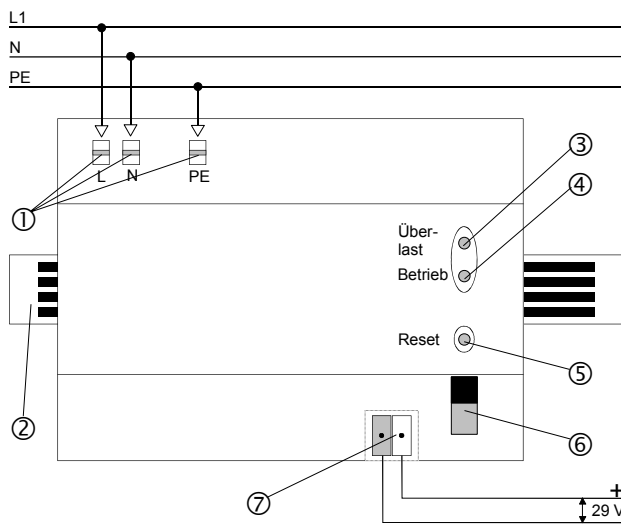 L1
N
PE
L N PE
①
③
④
Über-
last
Betrieb
Reset
②
⑤
⑥
⑦
+
29 V